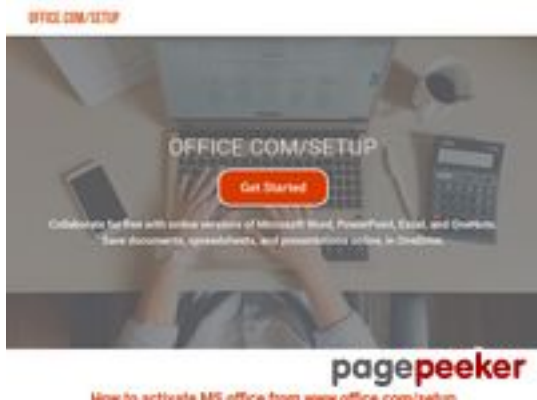 OFFICE.COM/SETUP
OFFICE COM/SETUP
Get Started
Collaborate for free with online versions of Microsoft Word, PowerPoint, Excel, and OneNote.
Save documents, spreadsheets, and presentations online, in OneDrive.
pagepeeker
How to activate MS office from www.office.com/setup